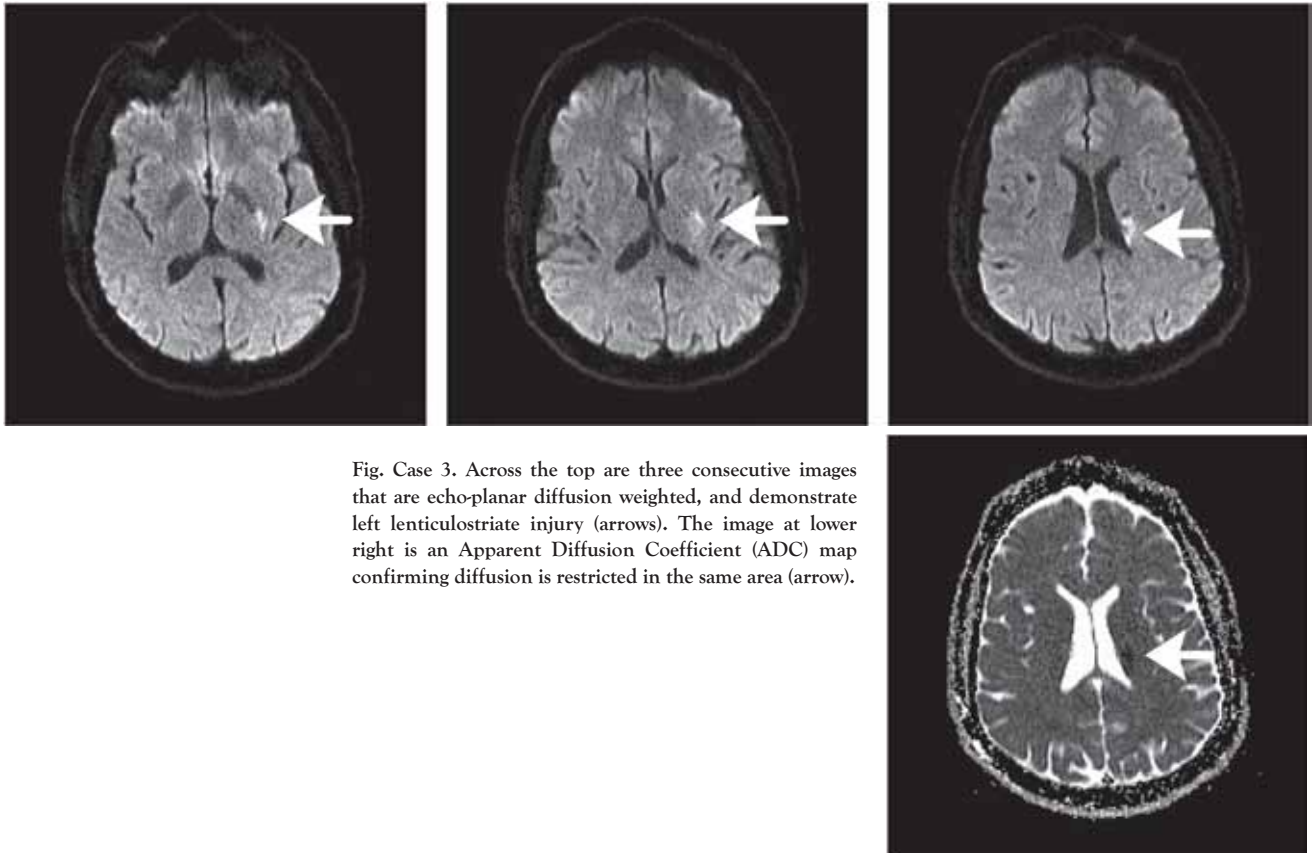 Fig. Case 3. Across the top are three consecutive images
that are echo-planar diffusion weighted, and demonstrate
left lenticulostriate injury (arrows). The image at lower
right is an Apparent Diffusion Coefficient (ADC) map
confirming diffusion is restricted in the same area (arrow).